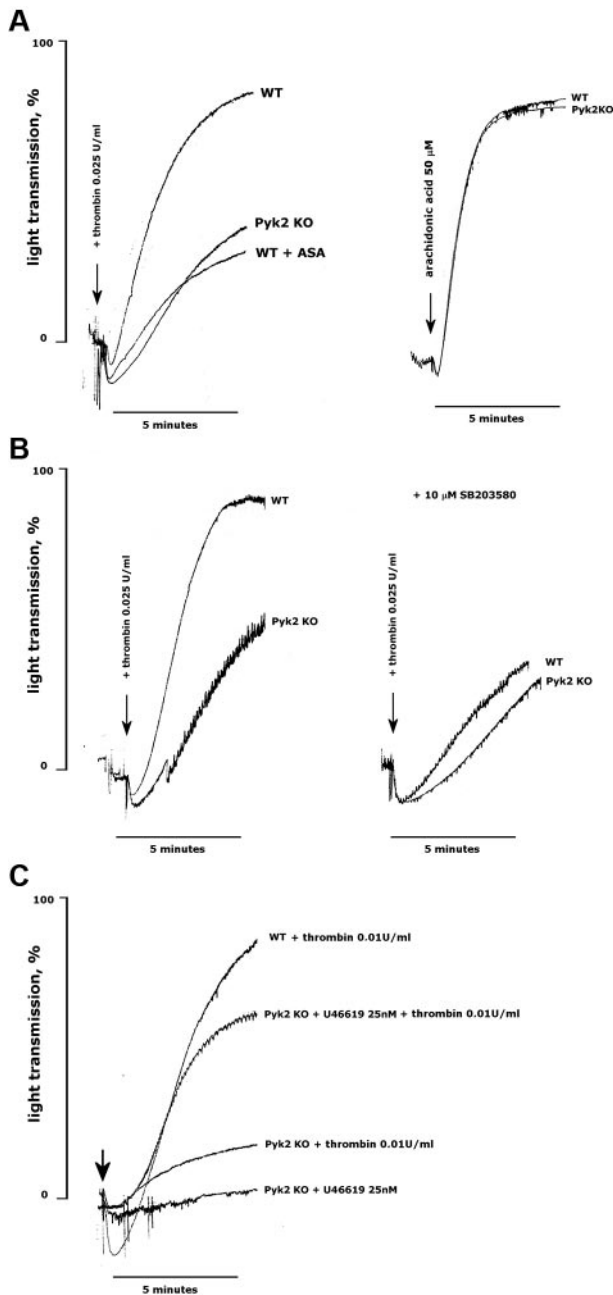 A
100
light transmission, %
0
+ thrombin 0.025 U/ml
WT
Pyk2 KO
WT + ASA
5 minutes
arachidonic acid 50 µM
WT
Pyk2KO
5 minutes
B
100
light transmission, %
0
+ thrombin 0.025 U/ml
WT
Pyk2 KO
5 minutes
+ 10 µM SB203580
+ thrombin 0.025 U/ml
WT
Pyk2 KO
5 minutes
C
100
light transmission, %
0
WT + thrombin 0.01U/ml
Pyk2 KO + U46619 25nM + thrombin 0.01U/ml
Pyk2 KO + thrombin 0.01U/ml
Pyk2 KO + U46619 25nM
5 minutes